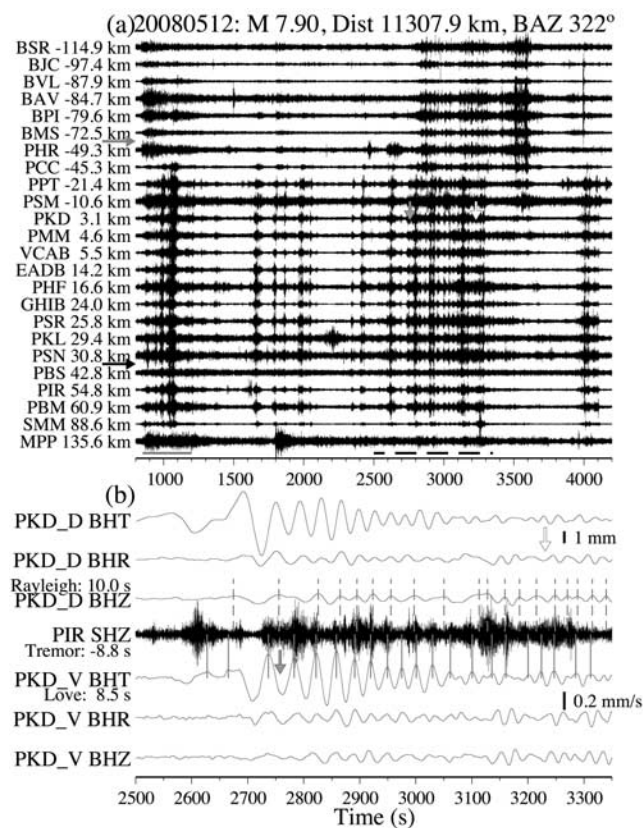 (a) 20080512: M 7.90, Dist 11307.9 km, BAZ 322°
BSR -114.9 km
BJC -97.4 km
BVL -87.9 km
BAV -84.7 km
BPI -79.6 km
BMS -72.5 km
PHR -49.3 km
PCC -45.3 km
PPT -21.4 km
PSM -10.6 km
PKD 3.1 km
PMM 4.6 km
VCAB 5.5 km
EADB 14.2 km
PHF 16.6 km
GHIB 24.0 km
PSR 25.8 km
PKL 29.4 km
PSN 30.8 km
PBS 42.8 km
PIR 54.8 km
PBM 60.9 km
SMM 88.6 km
MPP 135.6 km
1000 1500 2000 2500 3000 3500 4000
(b)
PKD_D BHT
1 mm
PKD_D BHR
Rayleigh: 10.0 s
PKD_D BHZ
PIR SHZ
Tremor: -8.8 s
PKD_V BHT
Love: 8.5 s
0.2 mm/s
PKD_V BHR
PKD_V BHZ
2500 2600 2700 2800 2900 3000 3100 3200 3300
Time (s)